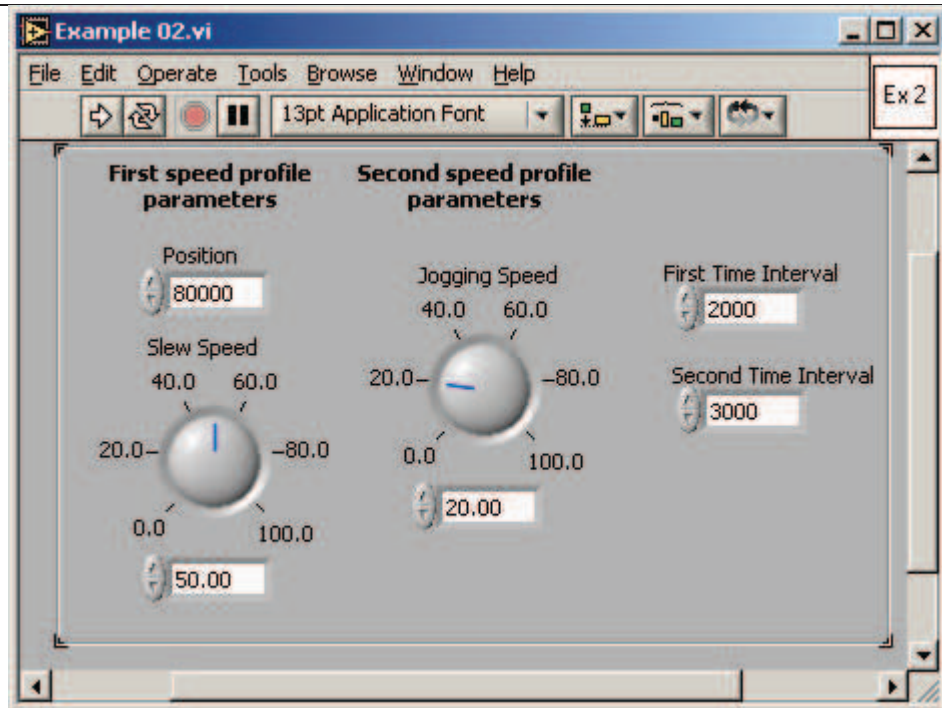 Example 02.vi
File Edit Operate Tools Browse Window Help
13pt Application Font
Ex 2
First speed profile
parameters
Second speed profile
parameters
Position
80000
Slew Speed
40.0 60.0
20.0 80.0
0.0 100.0
50.00
Jogging Speed
40.0 60.0
20.0 80.0
0.0 100.0
20.00
First Time Interval
2000
Second Time Interval
3000